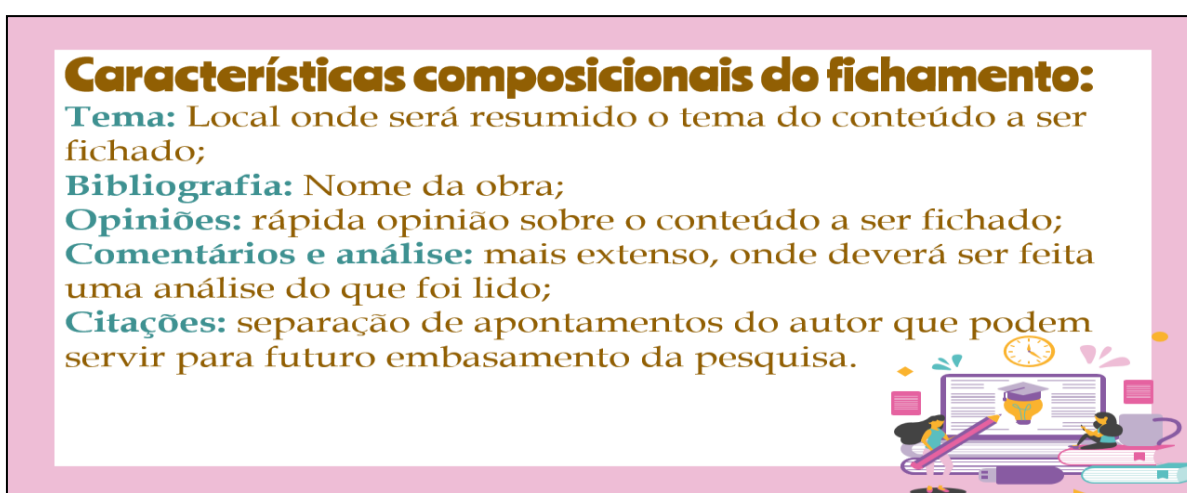 Características composicionais do fichamento:
Tema: Local onde será resumido o tema do conteúdo a ser
fichado;
Bibliografia: Nome da obra;
Opiniões: rápida opinião sobre o conteúdo a ser fichado;
Comentários e análise: mais extenso, onde deverá ser feita
uma análise do que foi lido;
Citações: separação de apontamentos do autor que podem
servir para futuro embasamento da pesquisa.